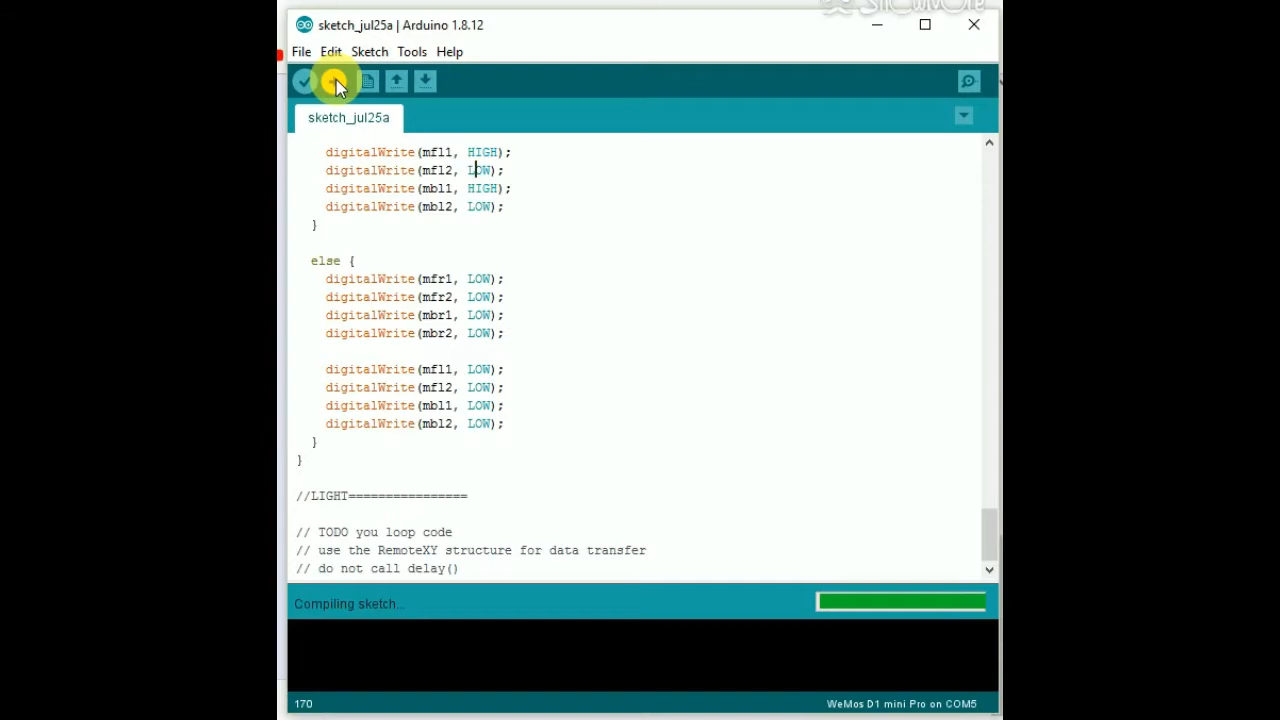 sketch_jul25a | Arduino 1.8.12
File Edit Sketch Tools Help
sketch_jul25a
digitalWrite(mfl1, HIGH);
digitalWrite(mfl2, LOW);
digitalWrite(mbl1, HIGH);
digitalWrite(mbl2, LOW);
}
else {
digitalWrite(mfr1, LOW);
digitalWrite(mfr2, LOW);
digitalWrite(mbr1, LOW);
digitalWrite(mbr2, LOW);
digitalWrite(mfl1, LOW);
digitalWrite(mfl2, LOW);
digitalWrite(mbl1, LOW);
digitalWrite(mbl2, LOW);
}
}
//LIGHT================
// TODO you loop code
// use the RemoteXY structure for data transfer
// do not call delay()
Compiling sketch...
170
WeMos D1 mini Pro on COM5